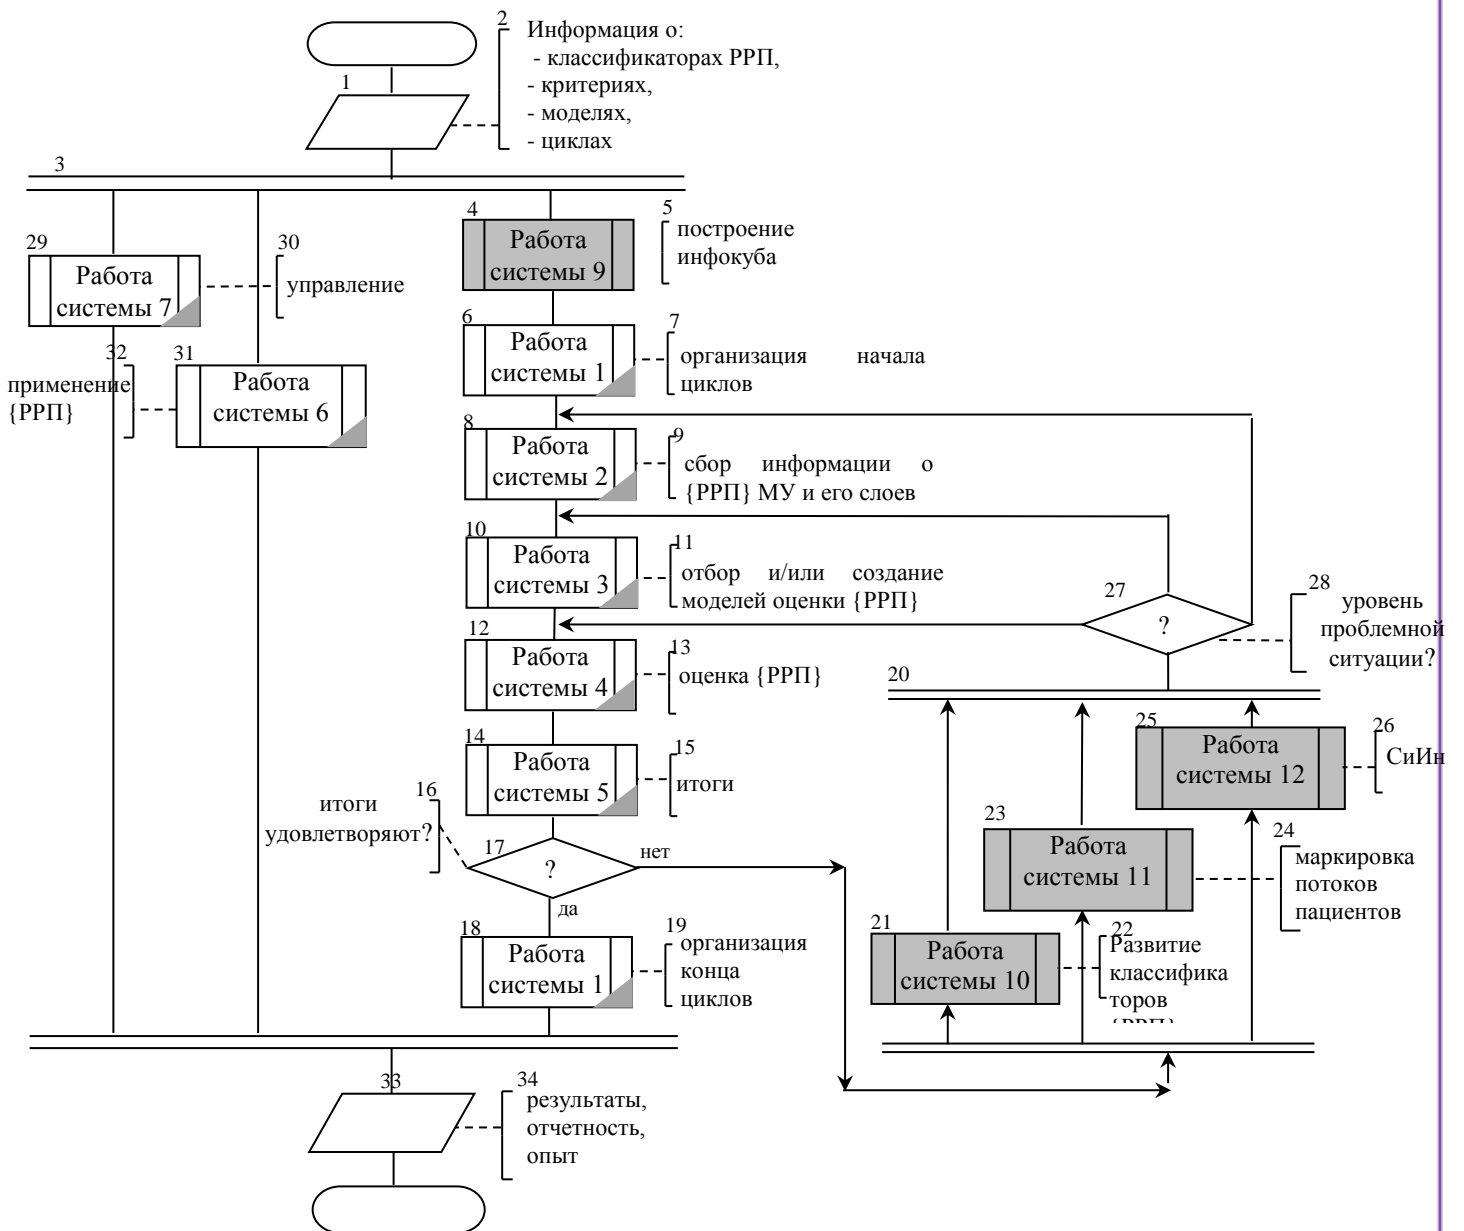 2
Информация о:
- классификаторах РРП,
- критериях,
- моделях,
- циклах
1
3
4
Работа
системы 9
5
построение
инфокуба
29
Работа
системы 7
30
управление
6
Работа
системы 1
7
организация начала
циклов
32
применение
{РРП}
31
Работа
системы 6
8
Работа
системы 2
9
сбор информации о
{РРП} МУ и его слоев
10
Работа
системы 3
11
отбор и/или создание
моделей оценки {РРП}
27
?
28
уровень
проблемной
ситуации?
12
Работа
системы 4
13
оценка {РРП}
20
14
Работа
системы 5
15
итоги
25
Работа
системы 12
26
СиИн
16
итоги
удовлетворяют?
17
?
нет
да
23
Работа
системы 11
24
маркировка
потоков
пациентов
18
Работа
системы 1
19
организация
конца
циклов
21
Работа
системы 10
22
Развитие
классифика
торов
{РРП}
33
34
результаты,
отчетность,
опыт